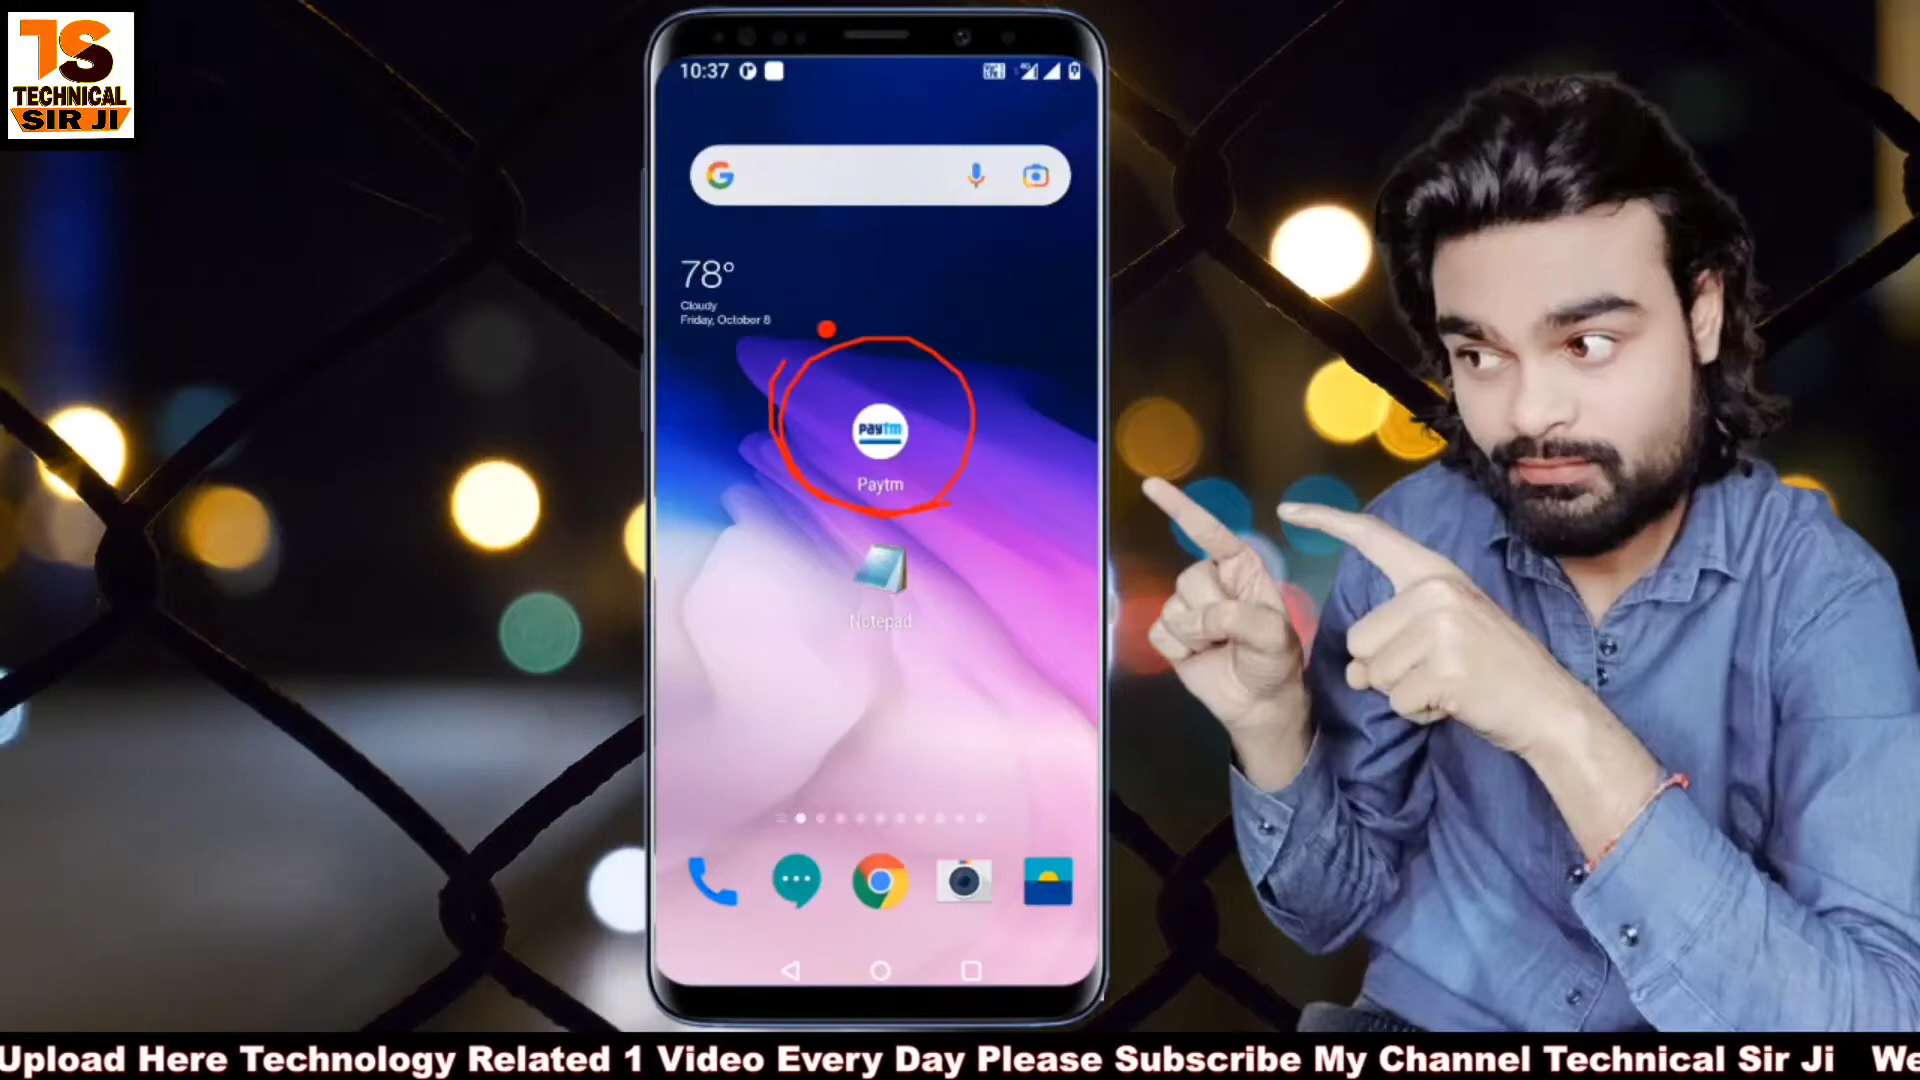 TS
TECHNICAL
SIR JI
10:37
G
78°
Cloudy
Friday, October 8
paytm
Paytm
Notepad
Upload Here Technology Related 1 Video Every Day Please Subscribe My Channel Technical Sir Ji We